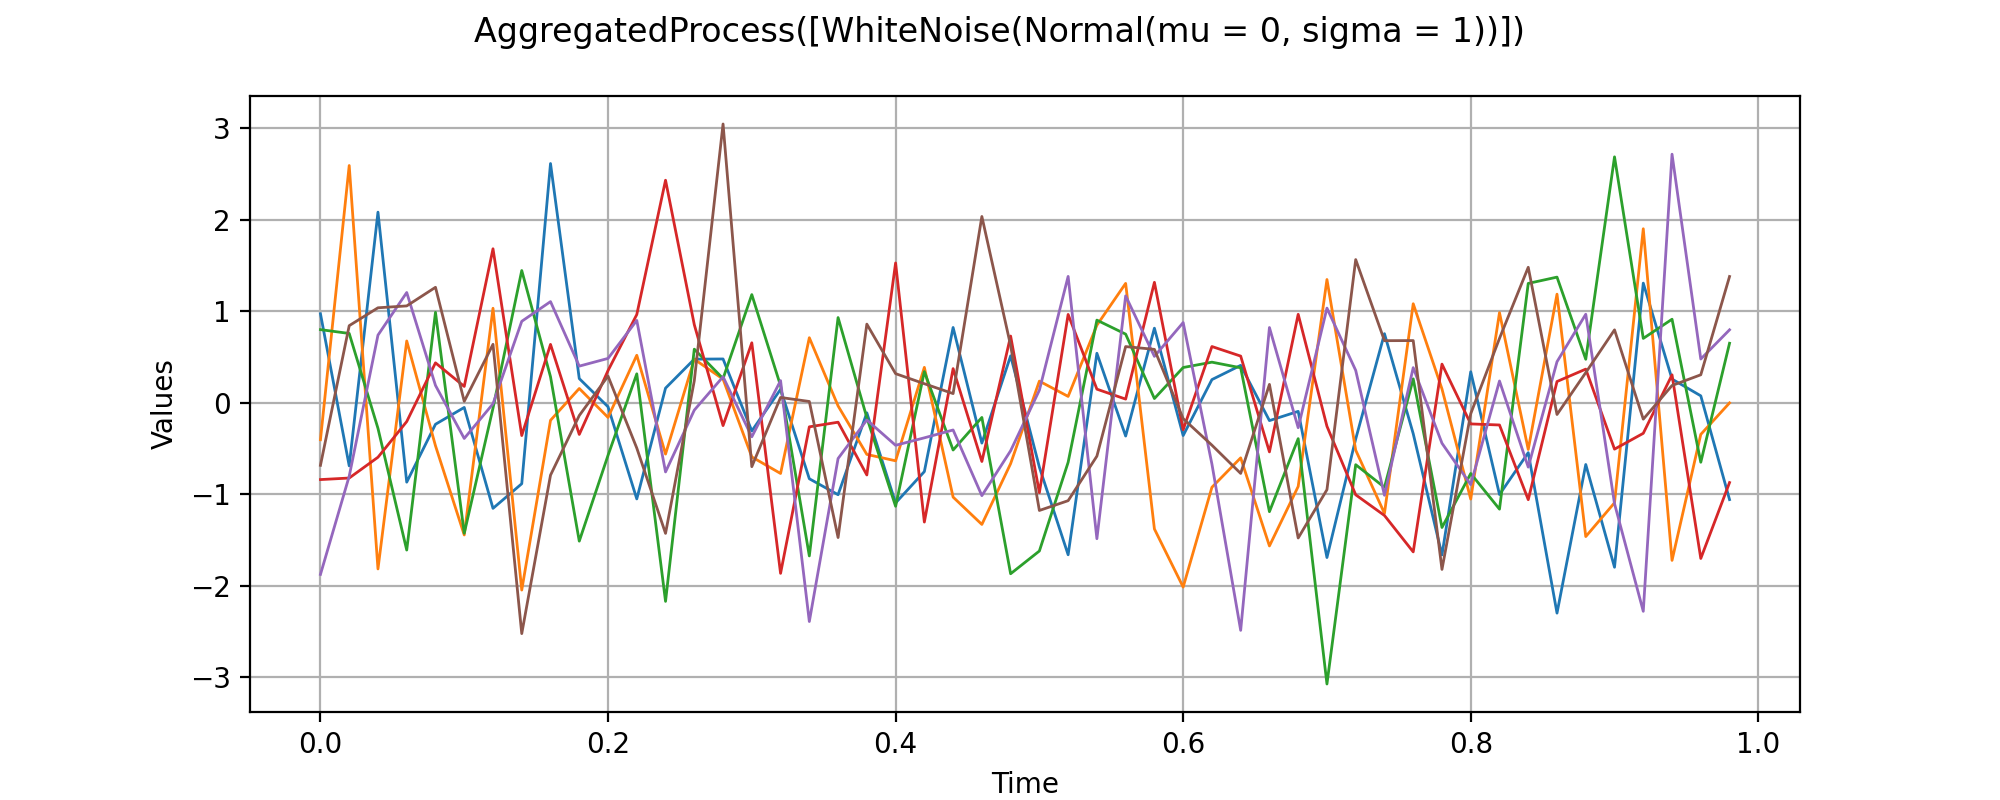 AggregatedProcess([WhiteNoise(Normal(mu = 0, sigma = 1))])
3
2
1
0
−1
−2
−3
Values
0.0 0.2 0.4 0.6 0.8 1.0
Time